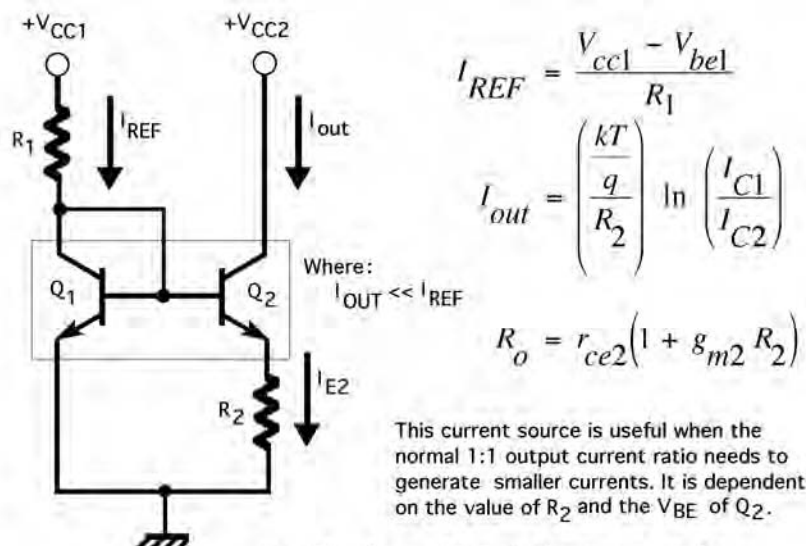 +VCC1
+VCC2
R1
IREF
Iout
Q1
Q2
Where:
IOUT << IREF
IE2
R2
IREF = (Vcc1 - Vbe1) / R1
Iout = ((kT / q) / R2) ln (IC1 / IC2)
Ro = rce2(1 + gm2 R2)
This current source is useful when the
normal 1:1 output current ratio needs to
generate smaller currents. It is dependent
on the value of R2 and the VBE of Q2.